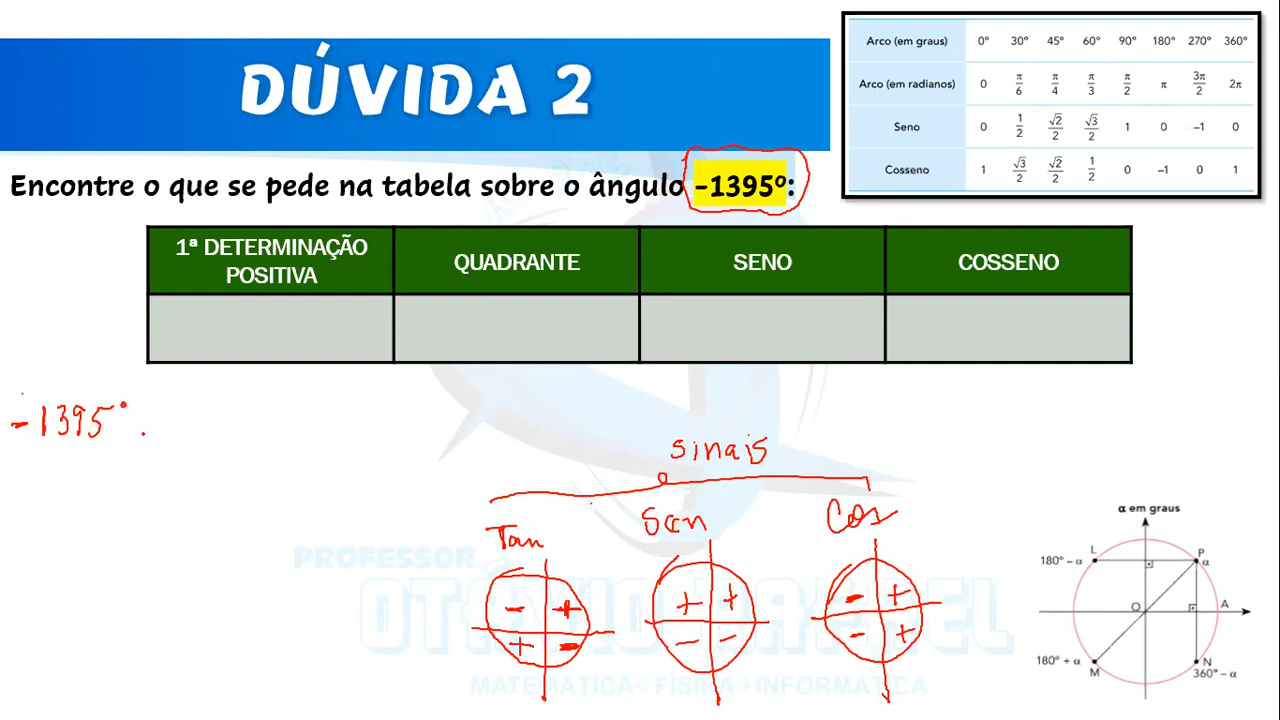 DÚVIDA 2
Arco (em graus) 0° 30° 45° 60° 90° 180° 270° 360°
Arco (em radianos) 0 π/6 π/4 π/3 π/2 π 3π/2 2π
Seno 0 1/2 √2/2 √3/2 1 0 –1 0
Cosseno 1 √3/2 √2/2 1/2 0 –1 0 1
Encontre o que se pede na tabela sobre o ângulo -1395º:
1ª DETERMINAÇÃO POSITIVA QUADRANTE SENO COSSENO
-1395°.
sinais
Tan Sen Cos
- + + + - +
+ - - - - +
α em graus
L P
180° – α α
O A
180° + α
M N
360° – α
PROFESSOR
OTÁVIO RAFAEL
MATEMÁTICA • FÍSICA • INFORMÁTICA